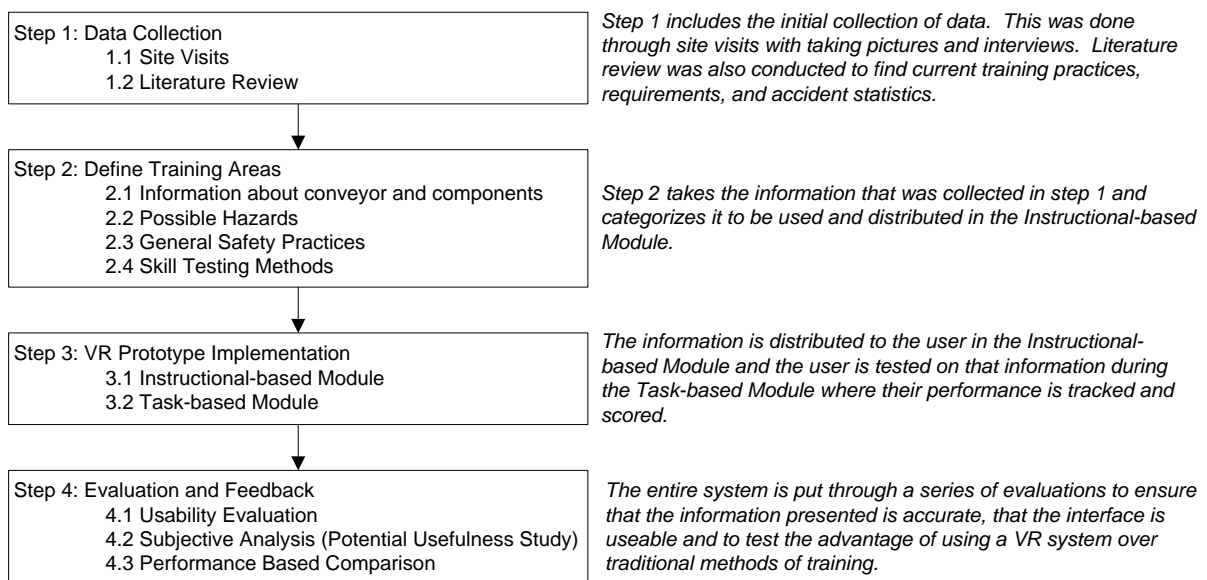 Step 1: Data Collection
1.1 Site Visits
1.2 Literature Review
Step 1 includes the initial collection of data.  This was done
through site visits with taking pictures and interviews.  Literature
review was also conducted to find current training practices,
requirements, and accident statistics.
Step 2: Define Training Areas
2.1 Information about conveyor and components
2.2 Possible Hazards
2.3 General Safety Practices
2.4 Skill Testing Methods
Step 2 takes the information that was collected in step 1 and
categorizes it to be used and distributed in the Instructional-based
Module.
Step 3: VR Prototype Implementation
3.1 Instructional-based Module
3.2 Task-based Module
The information is distributed to the user in the Instructional-
based Module and the user is tested on that information during
the Task-based Module where their performance is tracked and
scored.
Step 4: Evaluation and Feedback
4.1 Usability Evaluation
4.2 Subjective Analysis (Potential Usefulness Study)
4.3 Performance Based Comparison
The entire system is put through a series of evaluations to ensure
that the information presented is accurate, that the interface is
useable and to test the advantage of using a VR system over
traditional methods of training.